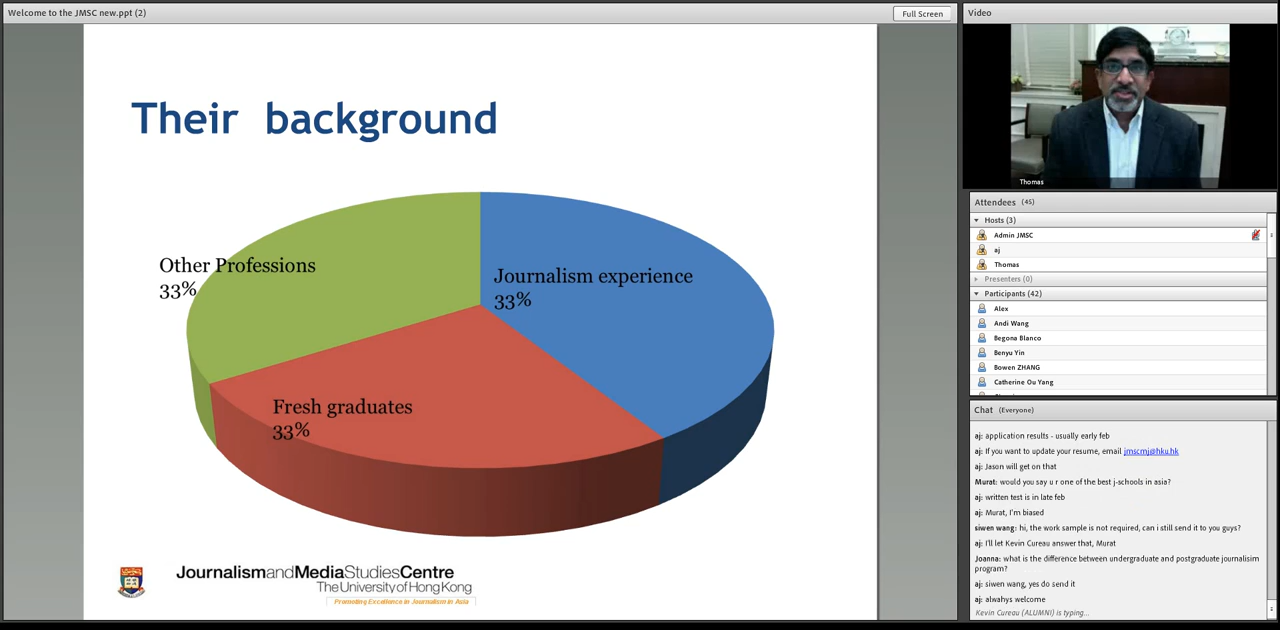 Welcome to the JMSC new.ppt (2)
Full Screen
Their background
Other Professions
33%
Journalism experience
33%
Fresh graduates
33%
JournalismandMediaStudiesCentre
The University of Hong Kong
Promoting Excellence in Journalism in Asia
Video
Thomas
Attendees (45)
Hosts (3)
Admin JMSC
aj
Thomas
Presenters (0)
Participants (42)
Alex
Andi Wang
Begona Blanco
Benyu Yin
Bowen ZHANG
Catherine Ou Yang
Chat (Everyone)
aj: application results - usually early feb
aj: If you want to update your resume, email jmscmj@hku.hk
aj: Jason will get on that
Murat: would you say u r one of the best j-schools in asia?
aj: written test is in late feb
aj: Murat, I'm biased
siwen wang: hi, the work sample is not required, can i still send it to you guys?
aj: I'll let Kevin Cureau answer that, Murat
Joanna: what is the difference between undergraduate and postgraduate journalisim
program?
aj: siwen wang, yes do send it
aj: alwahys welcome
Kevin Cureau (ALUMNI) is typing...